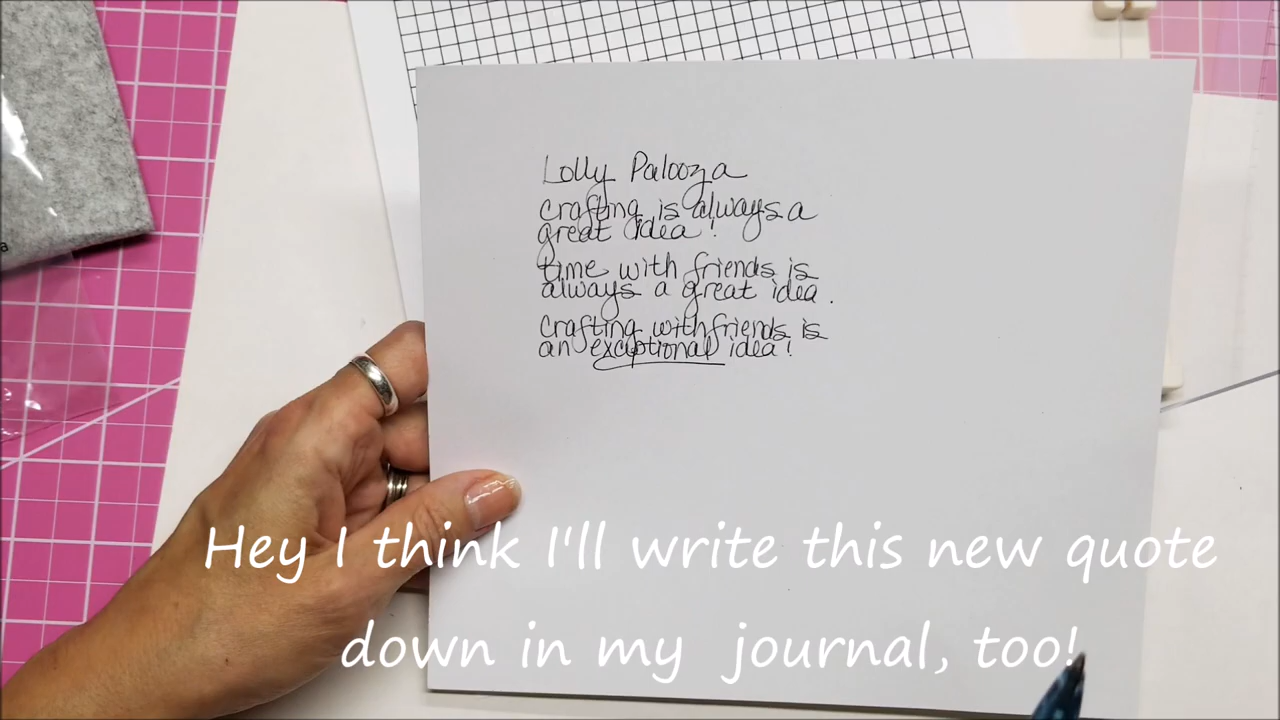 Lolly Palooza
crafting is always a
great idea!
time with friends is
always a great idea.
Crafting with friends is
an exceptional idea!
Hey I think I'll write this new quote
down in my journal, too!